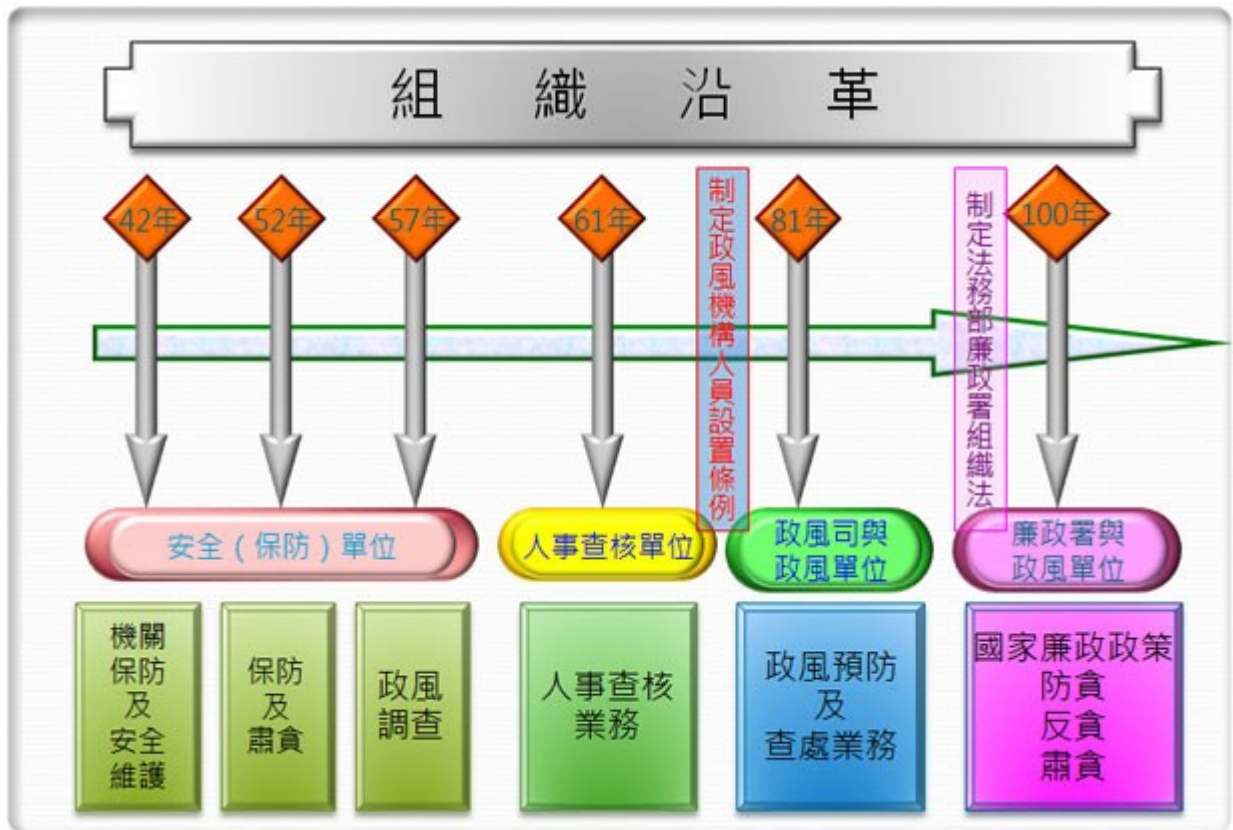 組織沿革
42年
52年
57年
61年
制定政風機構人員設置條例
81年
制定法務部廉政署組織法
100年
安全（保防）單位
人事查核單位
政風司與
政風單位
廉政署與
政風單位
機關
保防
及
安全
維護
保防
及
肅貪
政風
調查
人事查核
業務
政風預防
及
查處業務
國家廉政政策
防貪
反貪
肅貪